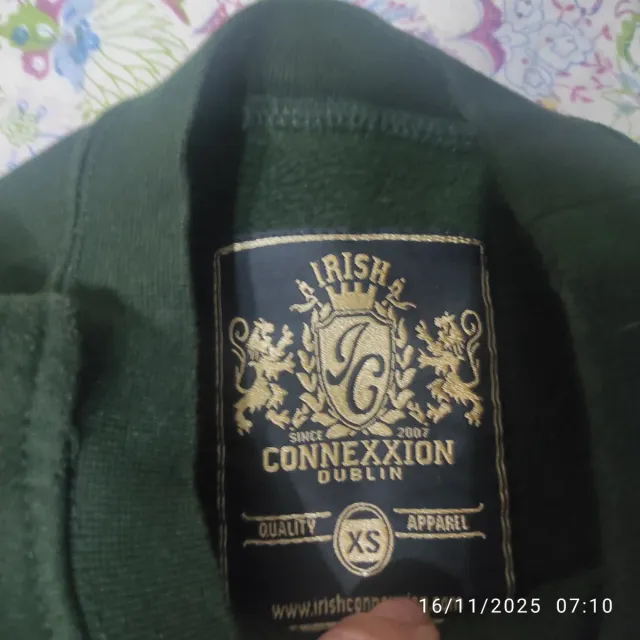 IRISH
IC
SINCE 2007
CONNEXXION
DUBLIN
QUALITY APPAREL
XS
16/11/2025 07:10